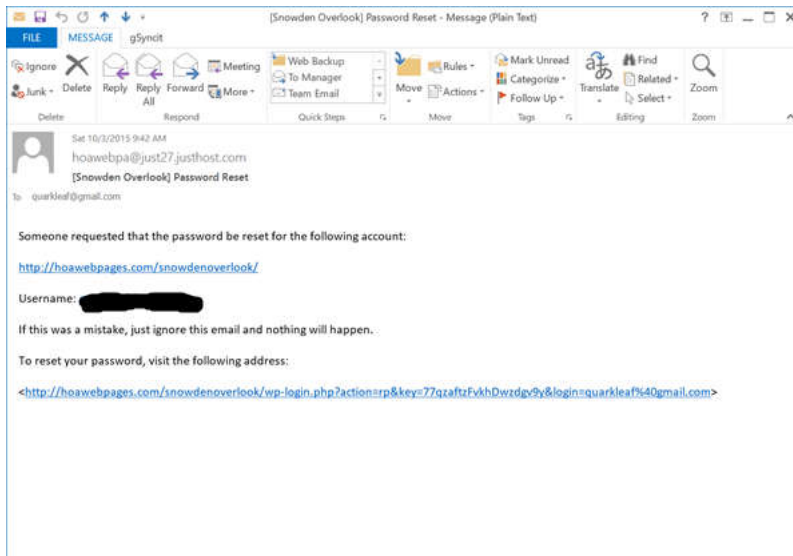 [Snowden Overlook] Password Reset - Message (Plain Text)
FILE MESSAGE gSyncit
Ignore
Junk
Delete
Reply
Reply All
Forward
Meeting
More
Web Backup
To Manager
Team Email
Move
Rules
Actions
Mark Unread
Categorize
Follow Up
Translate
Find
Related
Select
Zoom
Delete Respond Quick Steps Move Tags Editing Zoom
Sat 10/3/2015 9:42 AM
hoawebpa@just27.justhost.com
[Snowden Overlook] Password Reset
To quarkleaf@gmail.com
Someone requested that the password be reset for the following account:
http://hoawebpages.com/snowdenoverlook/
Username:
If this was a mistake, just ignore this email and nothing will happen.
To reset your password, visit the following address:
<http://hoawebpages.com/snowdenoverlook/wp-login.php?action=rp&key=77qzaftzFvkhDwzdgv9y&login=quarkleaf%40gmail.com>